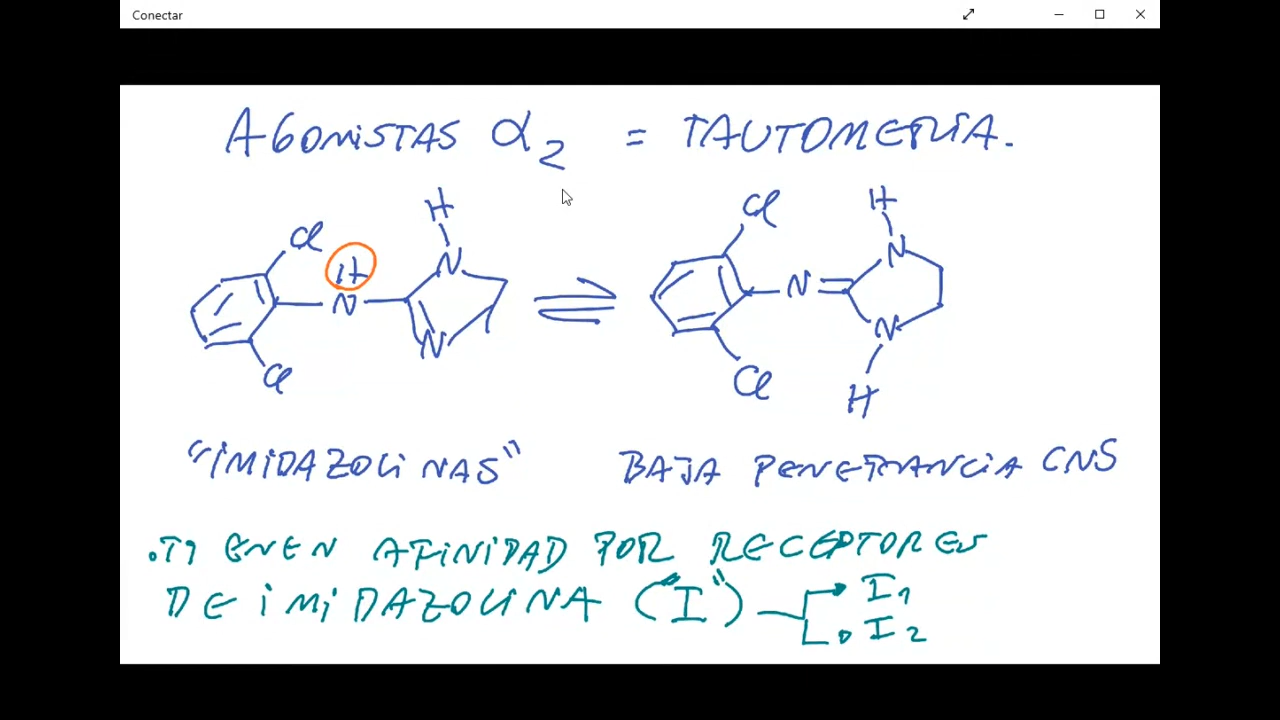 Conectar
AGONISTAS α2 = TAUTOMERIA.
Cl H Cl H
H N N
N N N
Cl N Cl H
"IMIDAZOLINAS" BAJA PENETRANCIA CNS
.TIENEN AFINIDAD POR RECEPTORES
DE IMIDAZOLINA ("I") → I1
→ I2